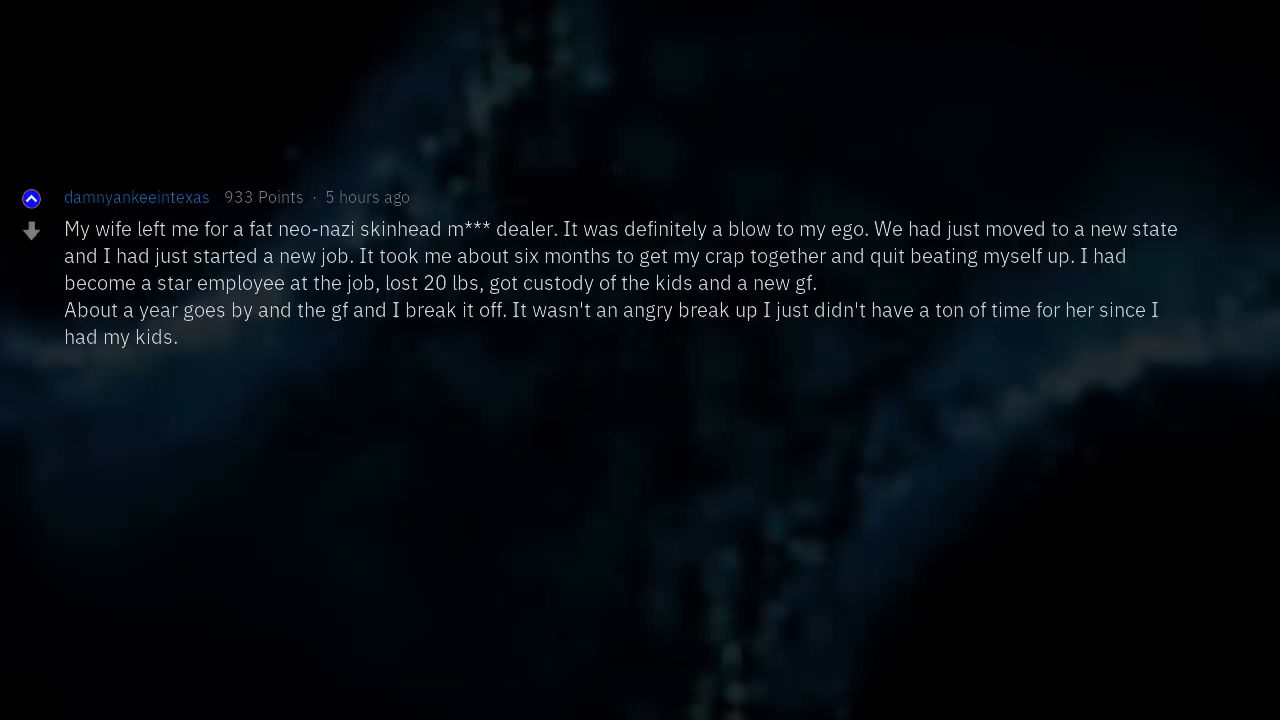 damnyankeeintexas 933 Points · 5 hours ago
My wife left me for a fat neo-nazi skinhead m*** dealer. It was definitely a blow to my ego. We had just moved to a new state
and I had just started a new job. It took me about six months to get my crap together and quit beating myself up. I had
become a star employee at the job, lost 20 lbs, got custody of the kids and a new gf.
About a year goes by and the gf and I break it off. It wasn't an angry break up I just didn't have a ton of time for her since I
had my kids.